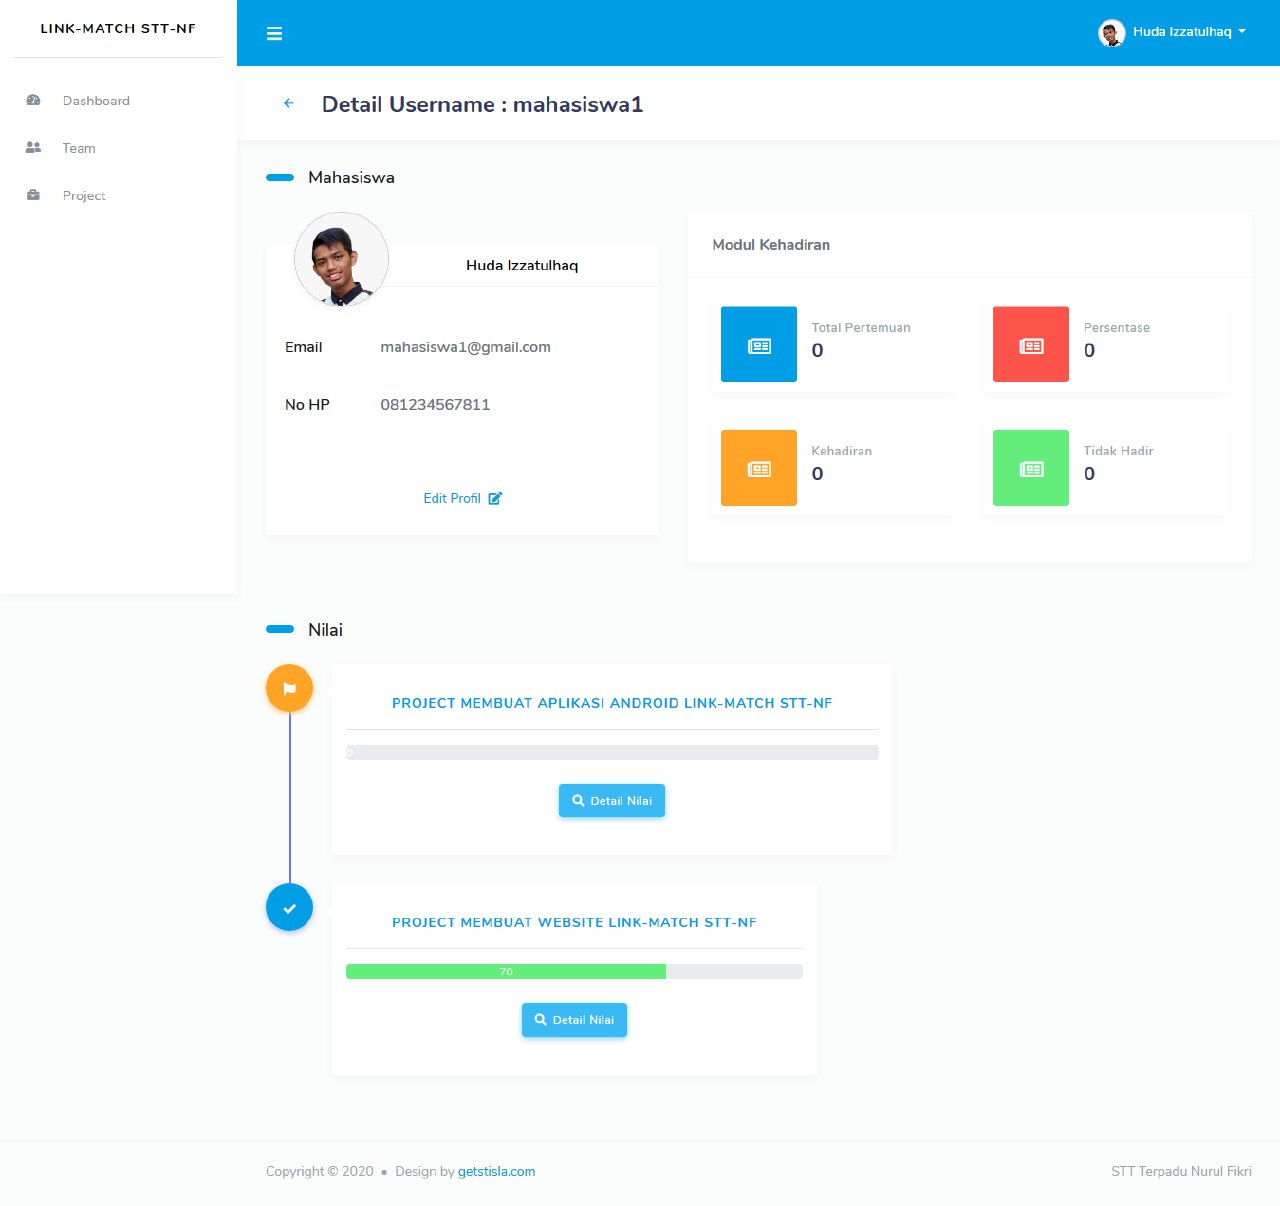 LINK-MATCH STT-NF
Huda Izzatulhaq
Dashboard
Team
Project
Detail Username : mahasiswa1
Mahasiswa
Huda Izzatulhaq
Email mahasiswa1@gmail.com
No HP 081234567811
Edit Profil
Modul Kehadiran
Total Pertemuan
0
Persentase
0
Kehadiran
0
Tidak Hadir
0
Nilai
PROJECT MEMBUAT APLIKASI ANDROID LINK-MATCH STT-NF
0
Detail Nilai
PROJECT MEMBUAT WEBSITE LINK-MATCH STT-NF
70
Detail Nilai
Copyright © 2020 • Design by getstisla.com
STT Terpadu Nurul Fikri